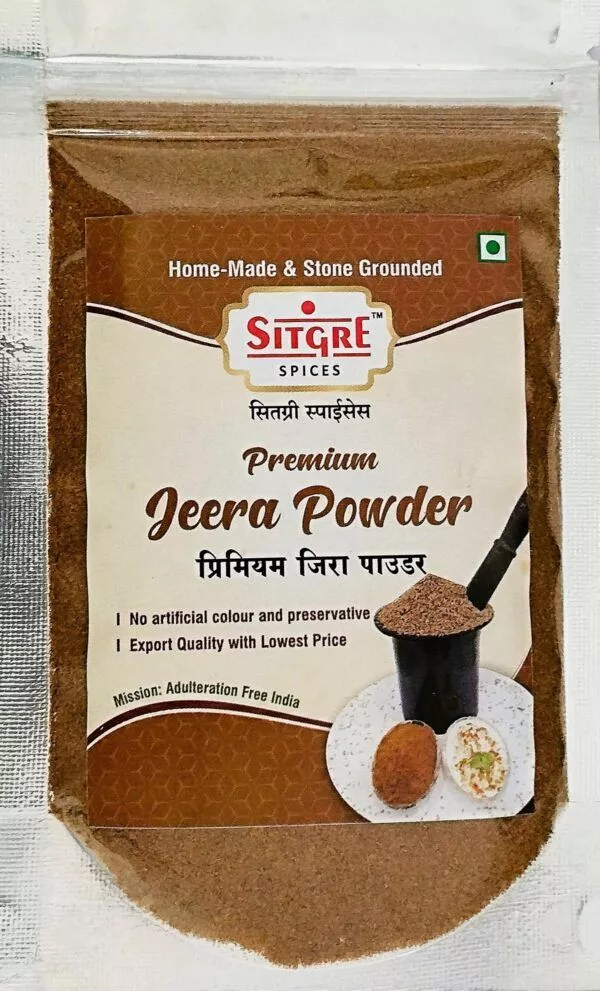 Home-Made & Stone Grounded
SITGRE™
SPICES
सितग्री स्पाईसेस
Premium
Jeera Powder
प्रिमियम जिरा पाउडर
I No artificial colour and preservative
I Export Quality with Lowest Price
Mission: Adulteration Free India